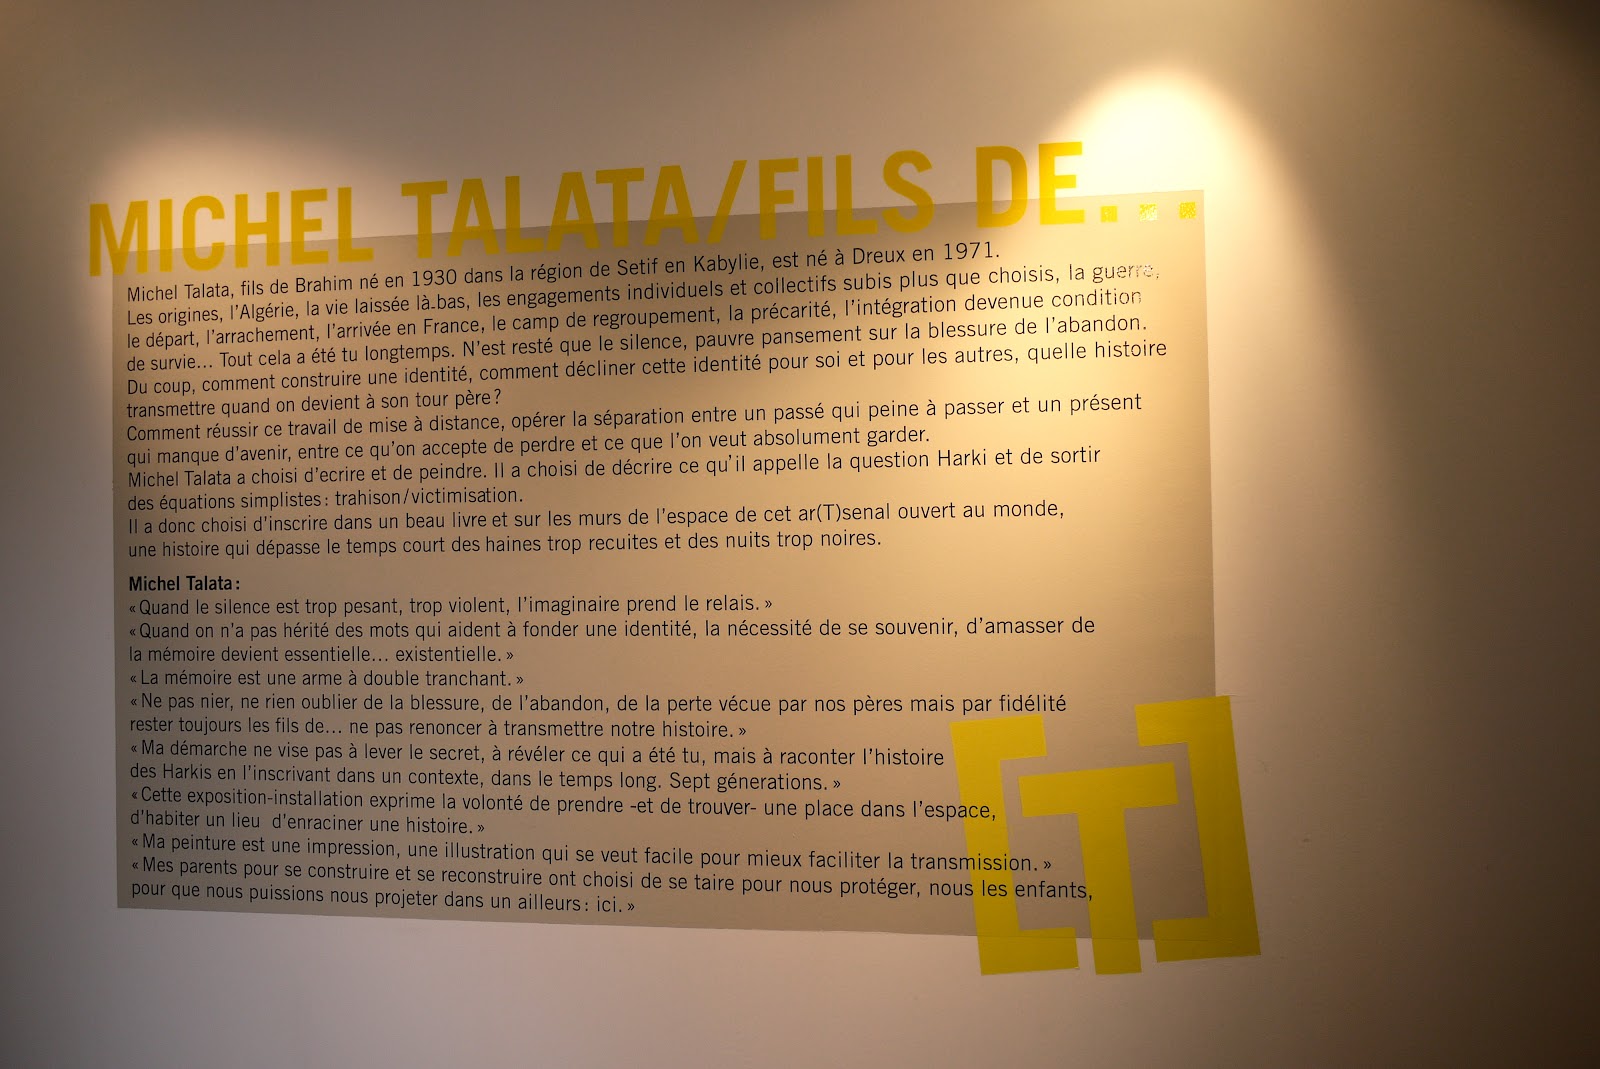 MICHEL TALATA/FILS DE...
Michel Talata, fils de Brahim né en 1930 dans la région de Setif en Kabylie, est né à Dreux en 1971.
Les origines, l'Algérie, la vie laissée là-bas, les engagements individuels et collectifs subis plus que choisis, la guerre,
le départ, l'arrachement, l'arrivée en France, le camp de regroupement, la précarité, l'intégration devenue condition
de survie... Tout cela a été tu longtemps. N'est resté que le silence, pauvre pansement sur la blessure de l'abandon.
Du coup, comment construire une identité, comment décliner cette identité pour soi et pour les autres, quelle histoire
transmettre quand on devient à son tour père ?
Comment réussir ce travail de mise à distance, opérer la séparation entre un passé qui peine à passer et un présent
qui manque d'avenir, entre ce qu'on accepte de perdre et ce que l'on veut absolument garder.
Michel Talata a choisi d'ecrire et de peindre. Il a choisi de décrire ce qu'il appelle la question Harki et de sortir
des équations simplistes : trahison/victimisation.
Il a donc choisi d'inscrire dans un beau livre et sur les murs de l'espace de cet ar(T)senal ouvert au monde,
une histoire qui dépasse le temps court des haines trop recuites et des nuits trop noires.
Michel Talata :
« Quand le silence est trop pesant, trop violent, l'imaginaire prend le relais. »
« Quand on n'a pas hérité des mots qui aident à fonder une identité, la nécessité de se souvenir, d'amasser de
la mémoire devient essentielle... existentielle. »
« La mémoire est une arme à double tranchant. »
« Ne pas nier, ne rien oublier de la blessure, de l'abandon, de la perte vécue par nos pères mais par fidélité
rester toujours les fils de... ne pas renoncer à transmettre notre histoire. »
« Ma démarche ne vise pas à lever le secret, à révéler ce qui a été tu, mais à raconter l'histoire
des Harkis en l'inscrivant dans un contexte, dans le temps long. Sept générations. »
« Cette exposition-installation exprime la volonté de prendre -et de trouver- une place dans l'espace,
d'habiter un lieu d'enraciner une histoire. »
« Ma peinture est une impression, une illustration qui se veut facile pour mieux faciliter la transmission. »
« Mes parents pour se construire et se reconstruire ont choisi de se taire pour nous protéger, nous les enfants,
pour que nous puissions nous projeter dans un ailleurs : ici. »
[T]